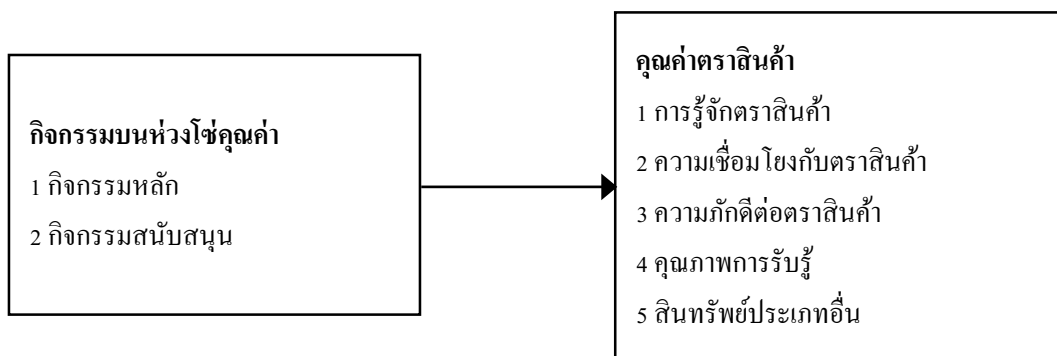 กิจกรรมบนห่วงโซ่คุณค่า
1 กิจกรรมหลัก
2 กิจกรรมสนับสนุน
คุณค่าตราสินค้า
1 การรู้จักตราสินค้า
2 ความเชื่อมโยงกับตราสินค้า
3 ความภักดีต่อตราสินค้า
4 คุณภาพการรับรู้
5 สินทรัพย์ประเภทอื่น